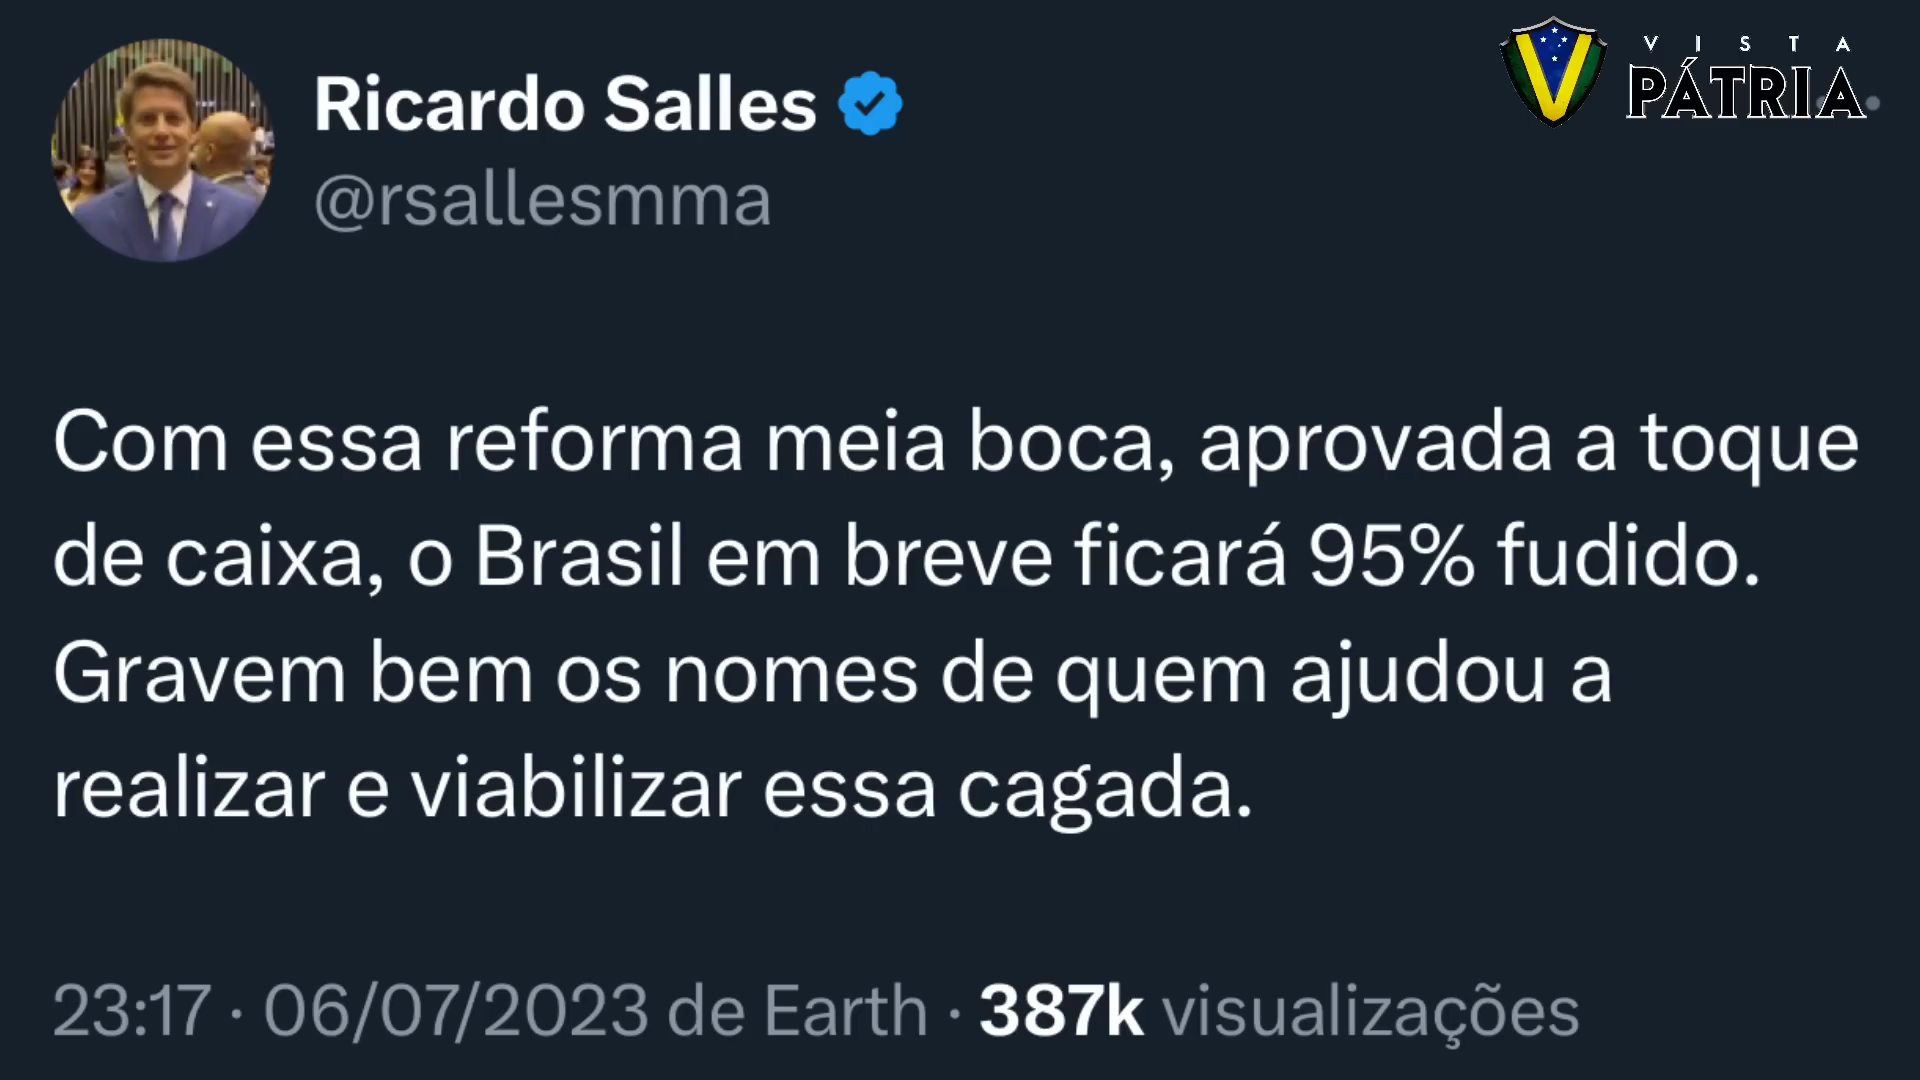 Ricardo Salles
@rsallesmma
VISTA
PÁTRIA
Com essa reforma meia boca, aprovada a toque
de caixa, o Brasil em breve ficará 95% fudido.
Gravem bem os nomes de quem ajudou a
realizar e viabilizar essa cagada.
23:17 · 06/07/2023 de Earth · 387k visualizações